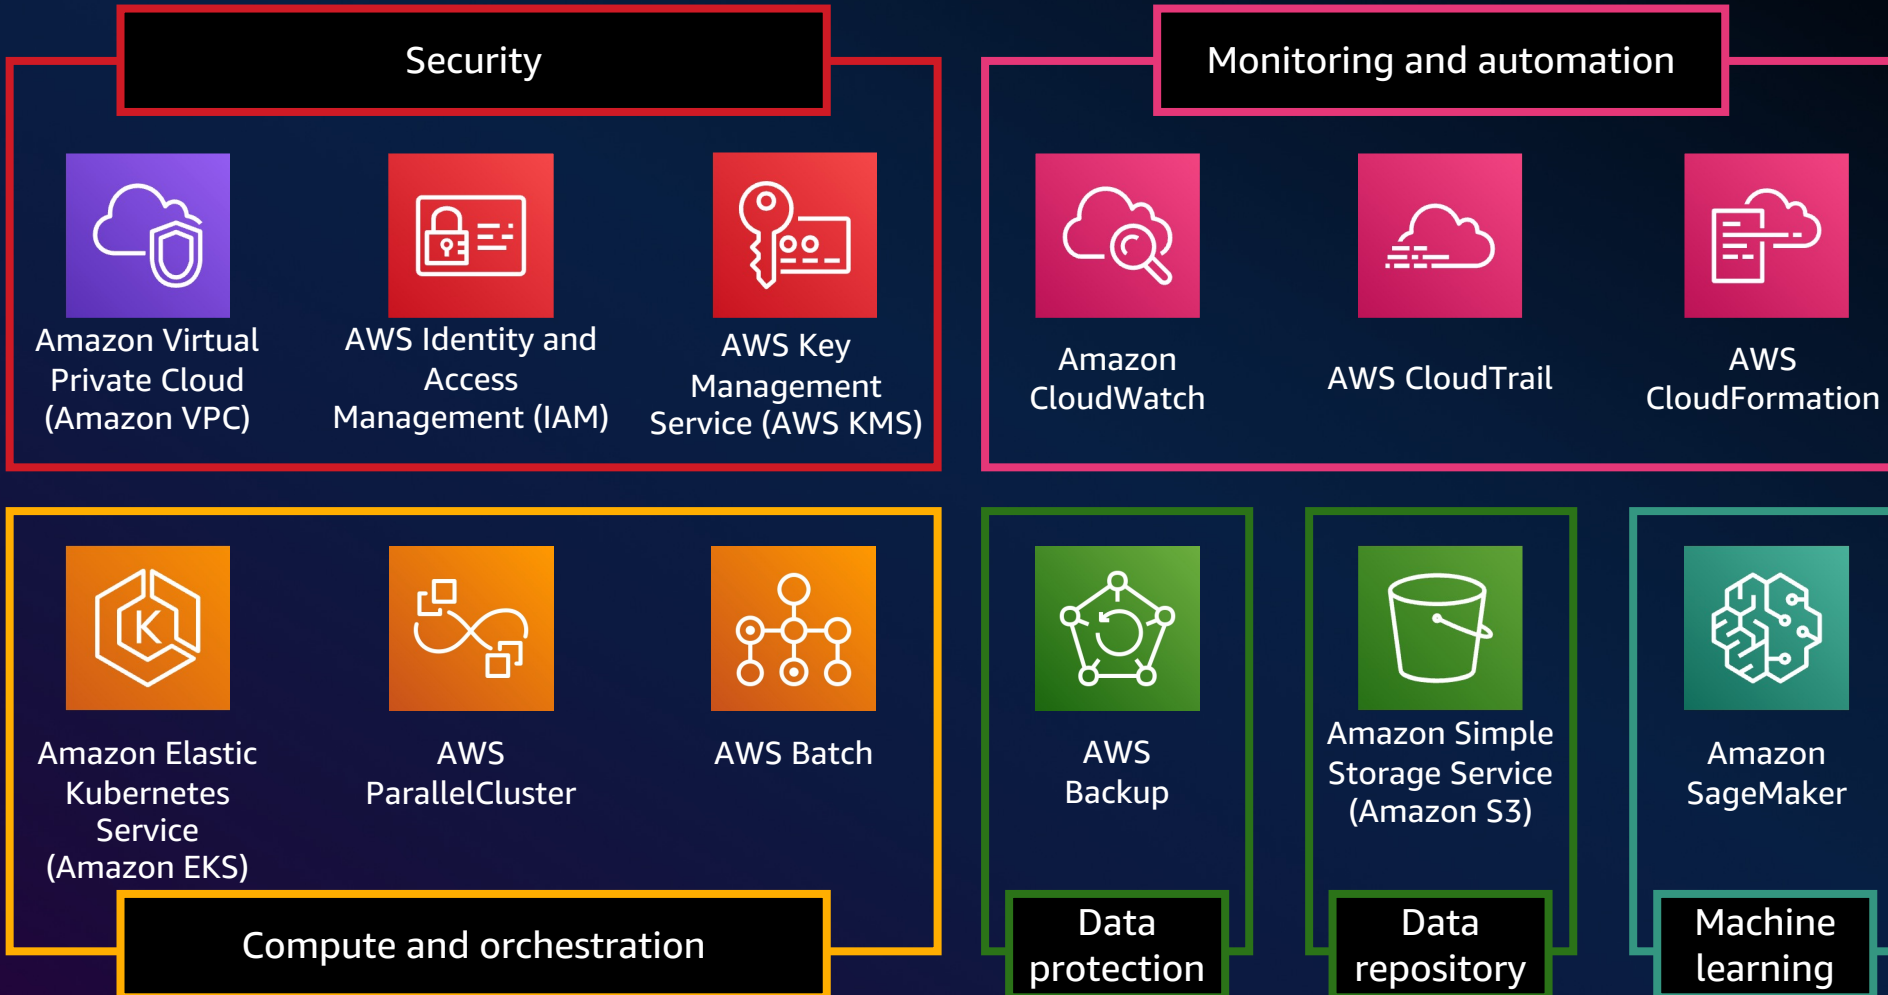 Security
Monitoring and automation
Amazon Virtual
Private Cloud
(Amazon VPC)
AWS Identity and
Access
Management (IAM)
AWS Key
Management
Service (AWS KMS)
Amazon
CloudWatch
AWS CloudTrail
AWS
CloudFormation
K
Amazon Elastic
Kubernetes
Service
(Amazon EKS)
AWS
ParallelCluster
AWS Batch
AWS
Backup
Amazon Simple
Storage Service
(Amazon S3)
Amazon
SageMaker
Compute and orchestration
Data
protection
Data
repository
Machine
learning